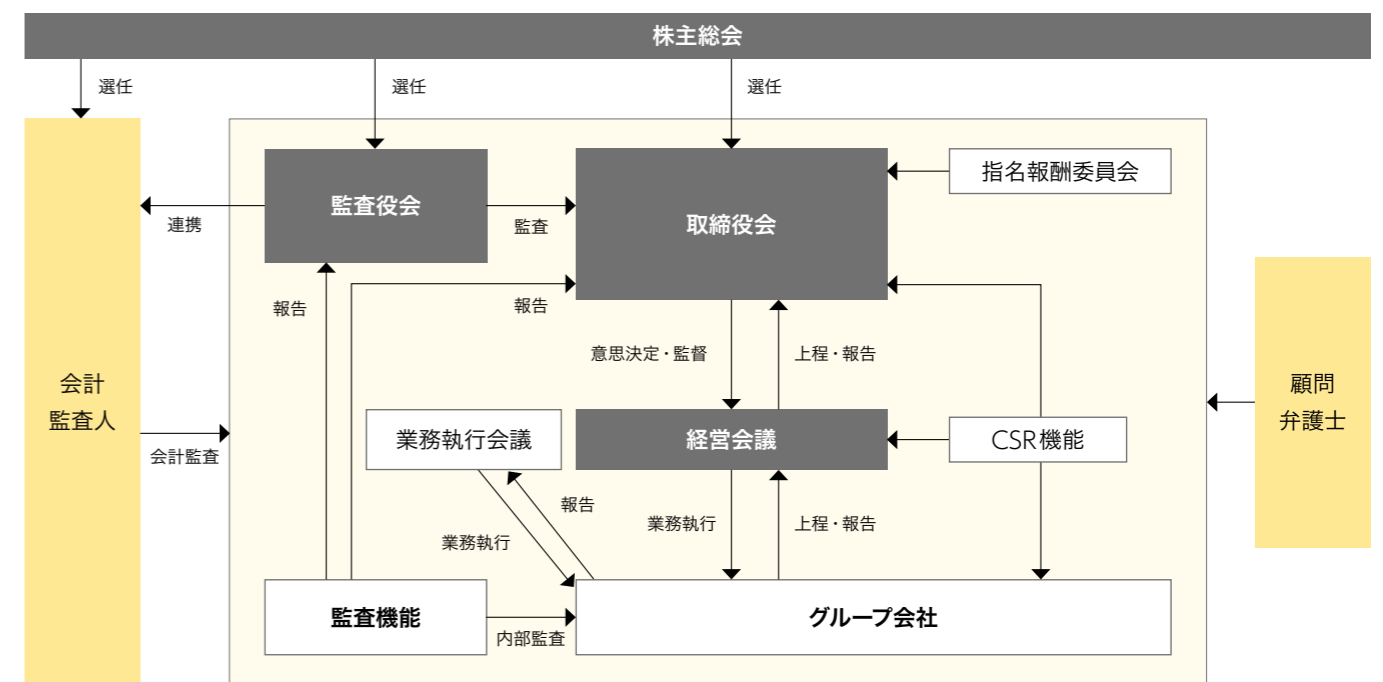 株主総会
選任
選任
選任
指名報酬委員会
監査役会
取締役会
連携
監査
報告
報告
意思決定・監督
上程・報告
会計
監査人
顧問
弁護士
業務執行会議
経営会議
CSR機能
会計監査
報告
業務執行
業務執行
上程・報告
監査機能
内部監査
グループ会社